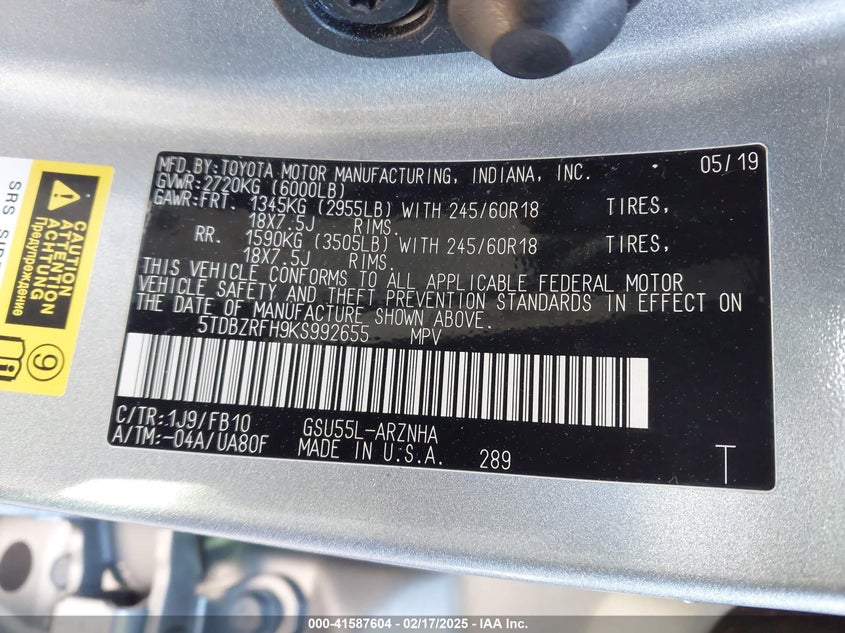 MFD.BY:TOYOTA MOTOR MANUFACTURING, INDIANA, INC. 05/19
GVWR:2720KG (6000LB)
GAWR:FRT. 1345KG (2955LB) WITH 245/60R18 TIRES,
18X7.5J RIMS.
RR. 1590KG (3505LB) WITH 245/60R18 TIRES,
18X7.5J RIMS.
THIS VEHICLE CONFORMS TO ALL APPLICABLE FEDERAL MOTOR
VEHICLE SAFETY AND THEFT PREVENTION STANDARDS IN EFFECT ON
THE DATE OF MANUFACTURE SHOWN ABOVE.
5TDBZRFH9KS992655 MPV
C/TR:1J9/FB10 GSU55L-ARZNHA
A/TM:-04A/UA80F MADE IN U.S.A. 289 T
SRS
CAUTION
ATTENTION
ACHTUNG
Предупреждение
9
000-41587604 — 02/17/2025 — IAA Inc.